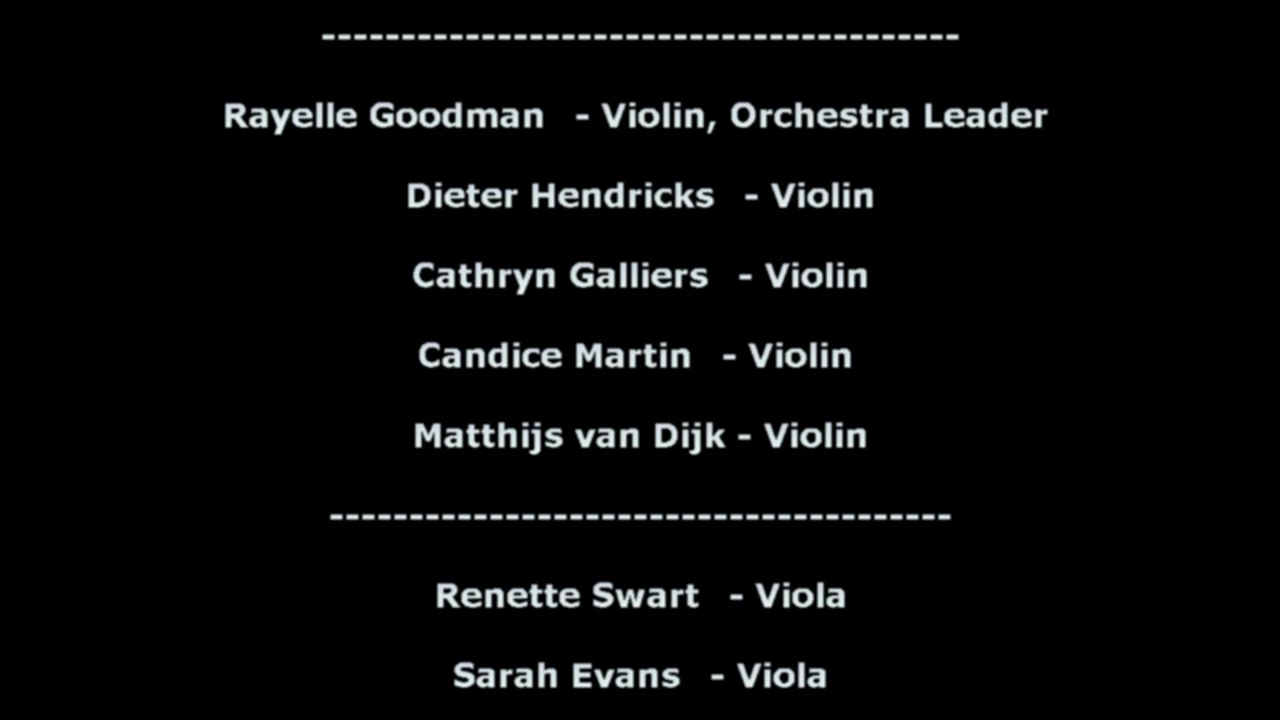 ----------------------------------------
Rayelle Goodman - Violin, Orchestra Leader
Dieter Hendricks - Violin
Cathryn Galliers - Violin
Candice Martin - Violin
Matthijs van Dijk - Violin
---------------------------------------
Renette Swart - Viola
Sarah Evans - Viola